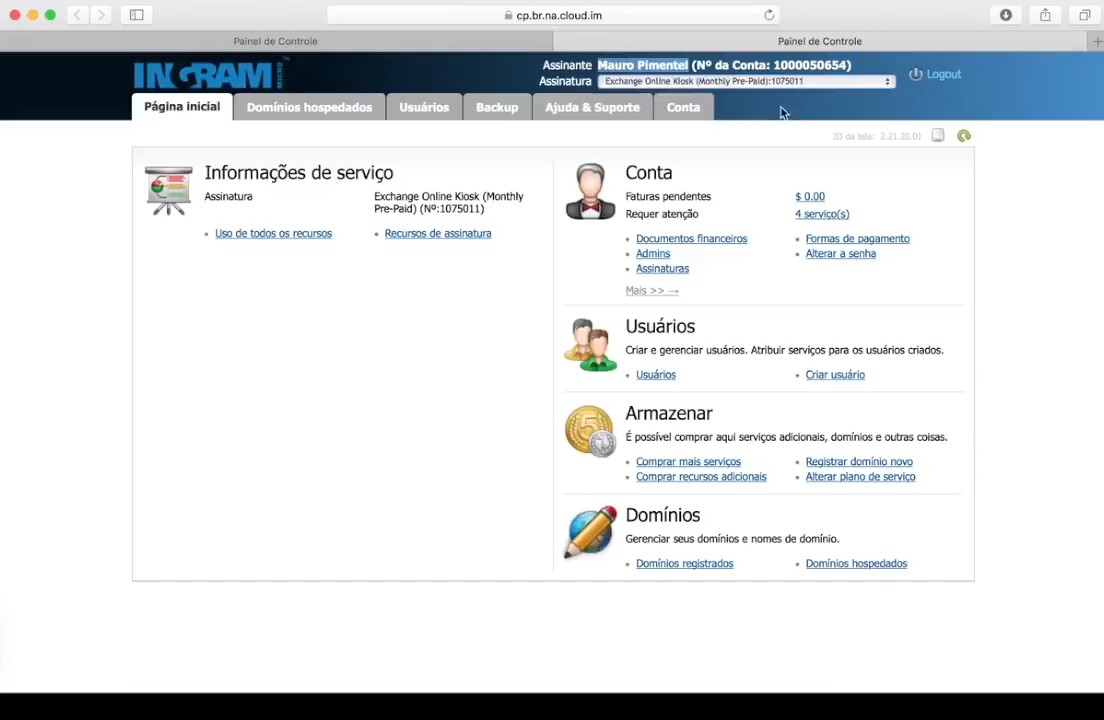 cp.br.na.cloud.im
Painel de Controle
Painel de Controle
INGRAM MICRO
Assinante Mauro Pimentel (Nº da Conta: 1000050654)
Assinatura Exchange Online Kiosk (Monthly Pre-Paid):1075011
Logout
Página inicial
Domínios hospedados
Usuários
Backup
Ajuda & Suporte
Conta
ID da tela: 2.21.20.01
Informações de serviço
Assinatura
Exchange Online Kiosk (Monthly
Pre-Paid) (Nº:1075011)
Uso de todos os recursos
Recursos de assinatura
Conta
Faturas pendentes $ 0.00
Requer atenção 4 serviço(s)
Documentos financeiros
Formas de pagamento
Admins
Alterar a senha
Assinaturas
Mais >> →
Usuários
Criar e gerenciar usuários. Atribuir serviços para os usuários criados.
Usuários
Criar usuário
Armazenar
É possível comprar aqui serviços adicionais, domínios e outras coisas.
Comprar mais serviços
Registrar domínio novo
Comprar recursos adicionais
Alterar plano de serviço
Domínios
Gerenciar seus domínios e nomes de domínio.
Domínios registrados
Domínios hospedados